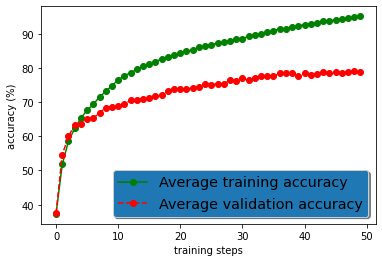 90
80
70
60
50
40
accuracy (%)
Average training accuracy
Average validation accuracy
0 10 20 30 40 50
training steps